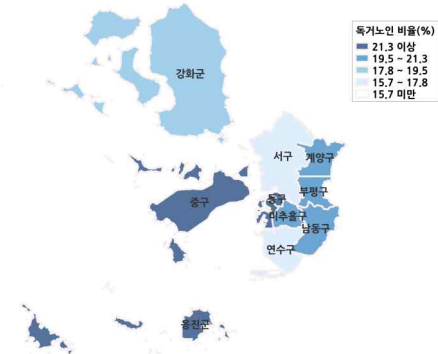 독거노인 비율(%)
21.3 이상
19.5 ~ 21.3
17.8 ~ 19.5
15.7 ~ 17.8
15.7 미만
강화군
서구
계양구
부평구
중구
동구
미추홀구
남동구
연수구
옹진군